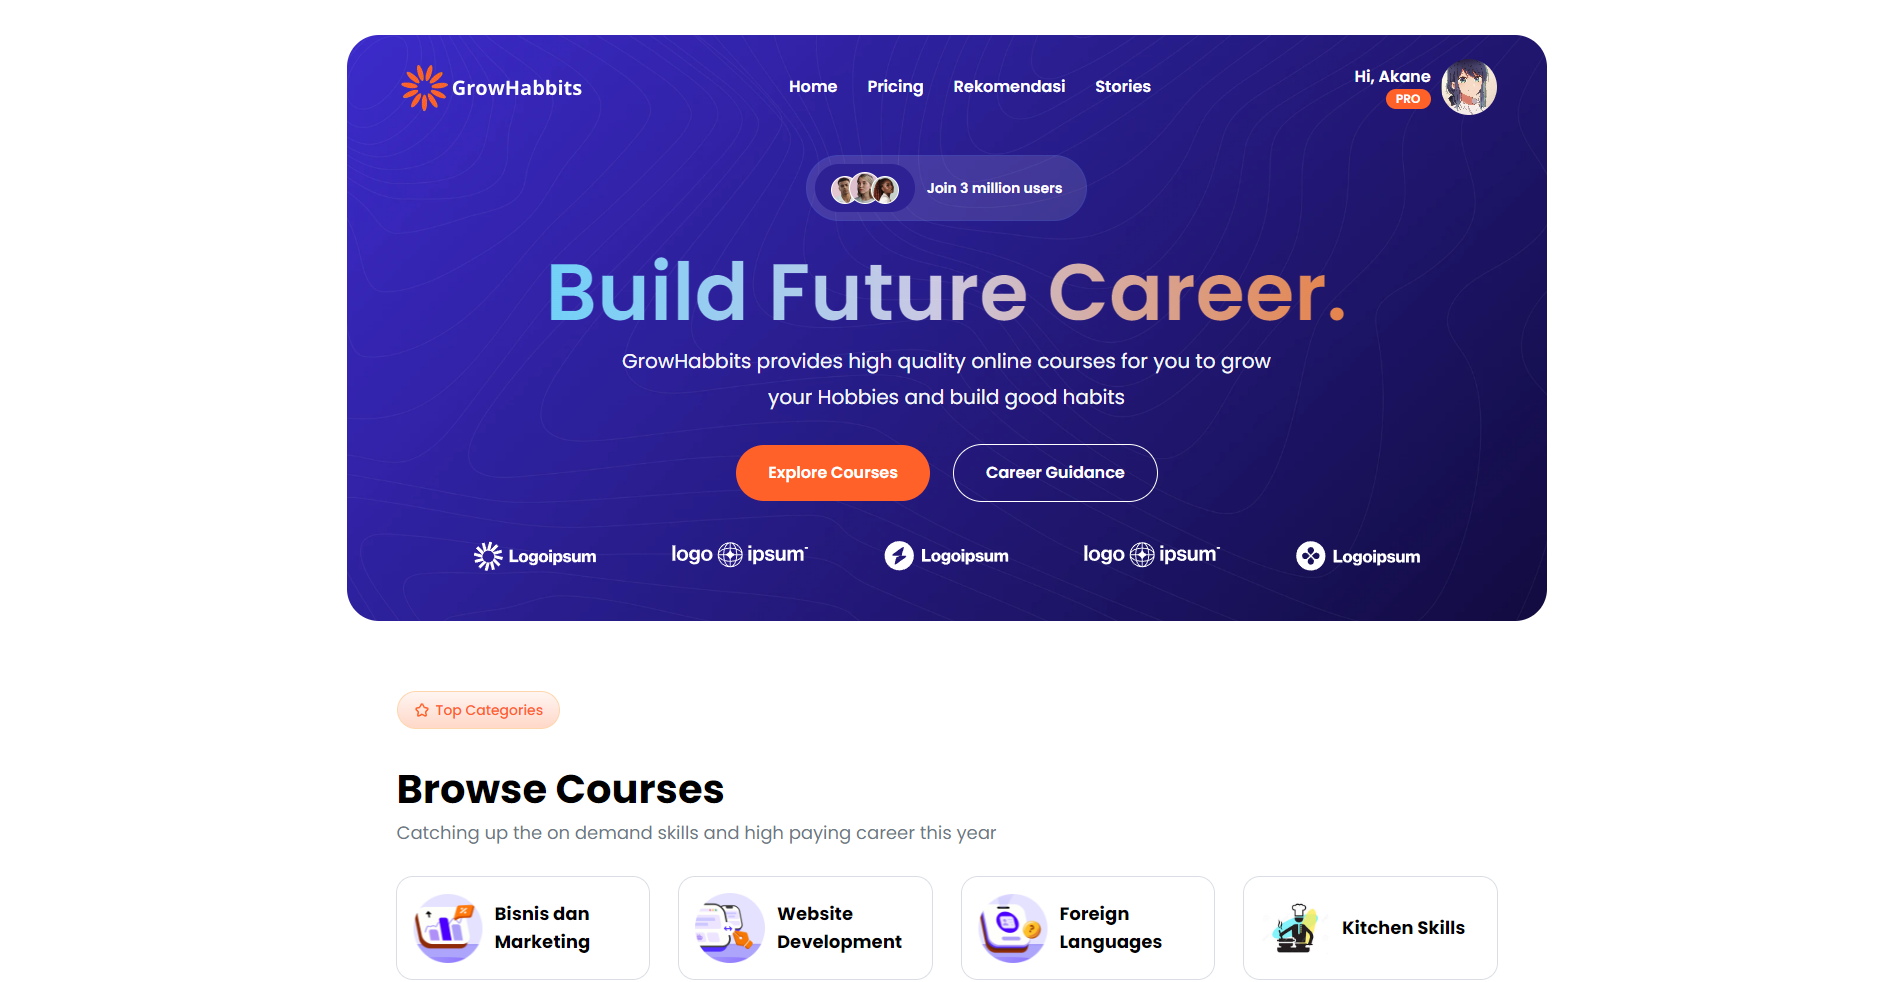 GrowHabbits
Home Pricing Rekomendasi Stories
Hi, Akane
PRO
Join 3 million users
Build Future Career.
GrowHabbits provides high quality online courses for you to grow
your Hobbies and build good habits
Explore Courses Career Guidance
Logoipsum logo ipsum Logoipsum logo ipsum Logoipsum
Top Categories
Browse Courses
Catching up the on demand skills and high paying career this year
Bisnis dan
Marketing
Website
Development
Foreign
Languages
Kitchen Skills